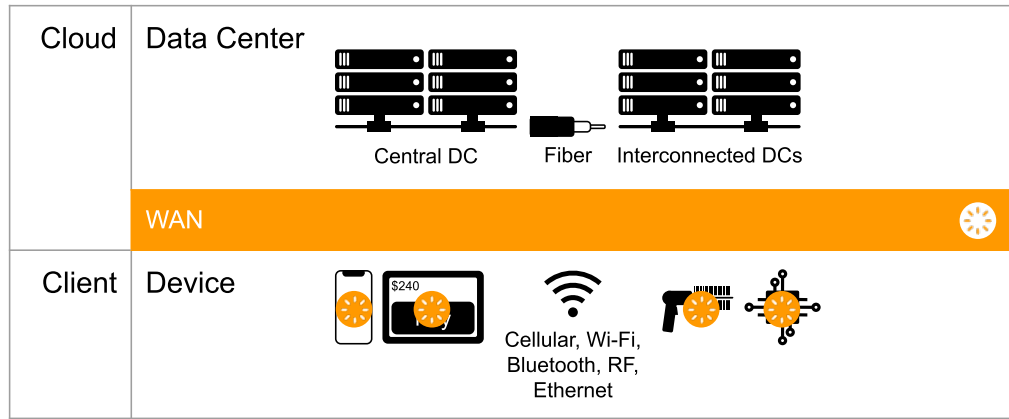 Cloud
Data Center
Central DC
Fiber
Interconnected DCs
WAN
Client
Device
$240
Cellular, Wi-Fi,
Bluetooth, RF,
Ethernet